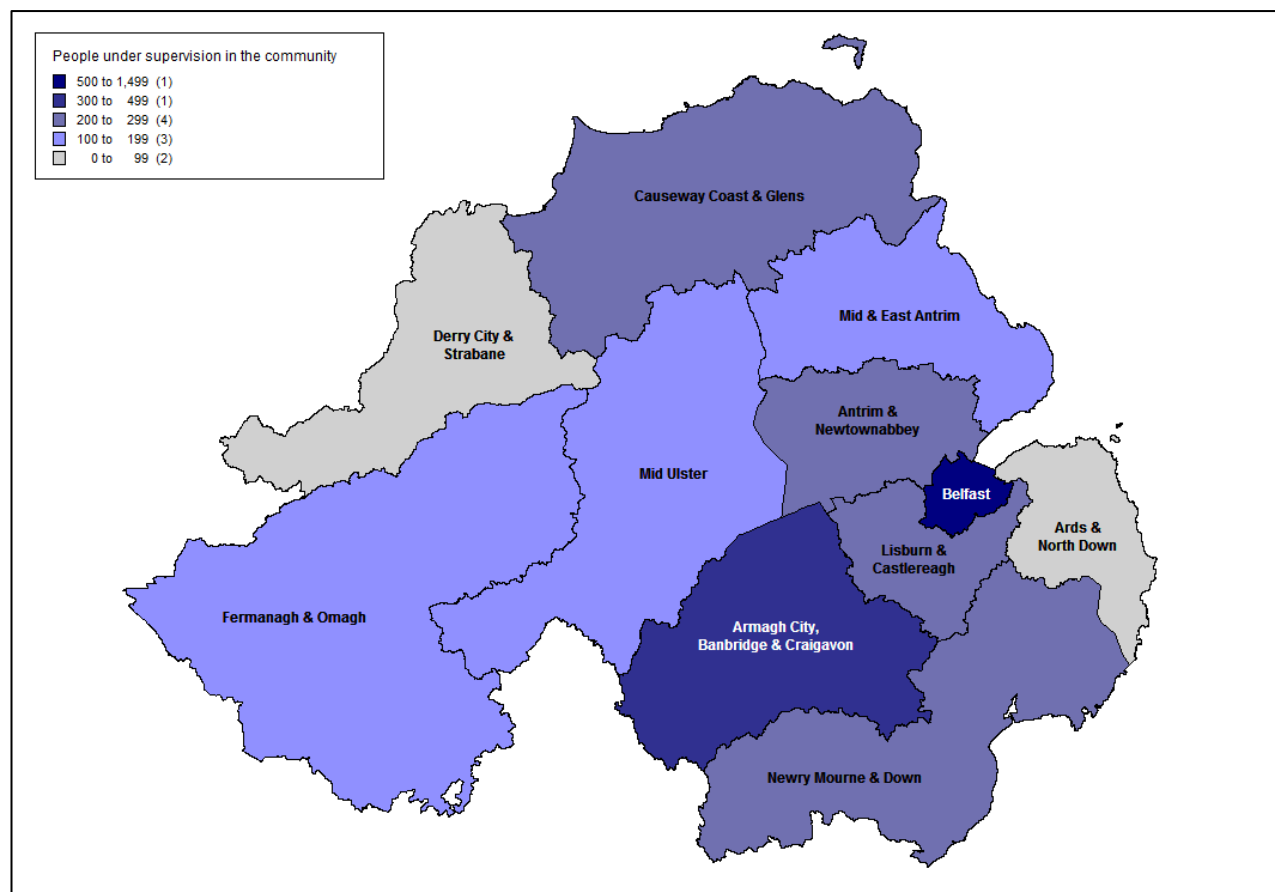 People under supervision in the community
500 to 1,499 (1)
300 to 499 (1)
200 to 299 (4)
100 to 199 (3)
0 to 99 (2)
Causeway Coast & Glens
Mid & East Antrim
Derry City &
Strabane
Antrim &
Newtownabbey
Mid Ulster
Belfast
Ards &
North Down
Lisburn &
Castlereagh
Fermanagh & Omagh
Armagh City,
Banbridge & Craigavon
Newry Mourne & Down